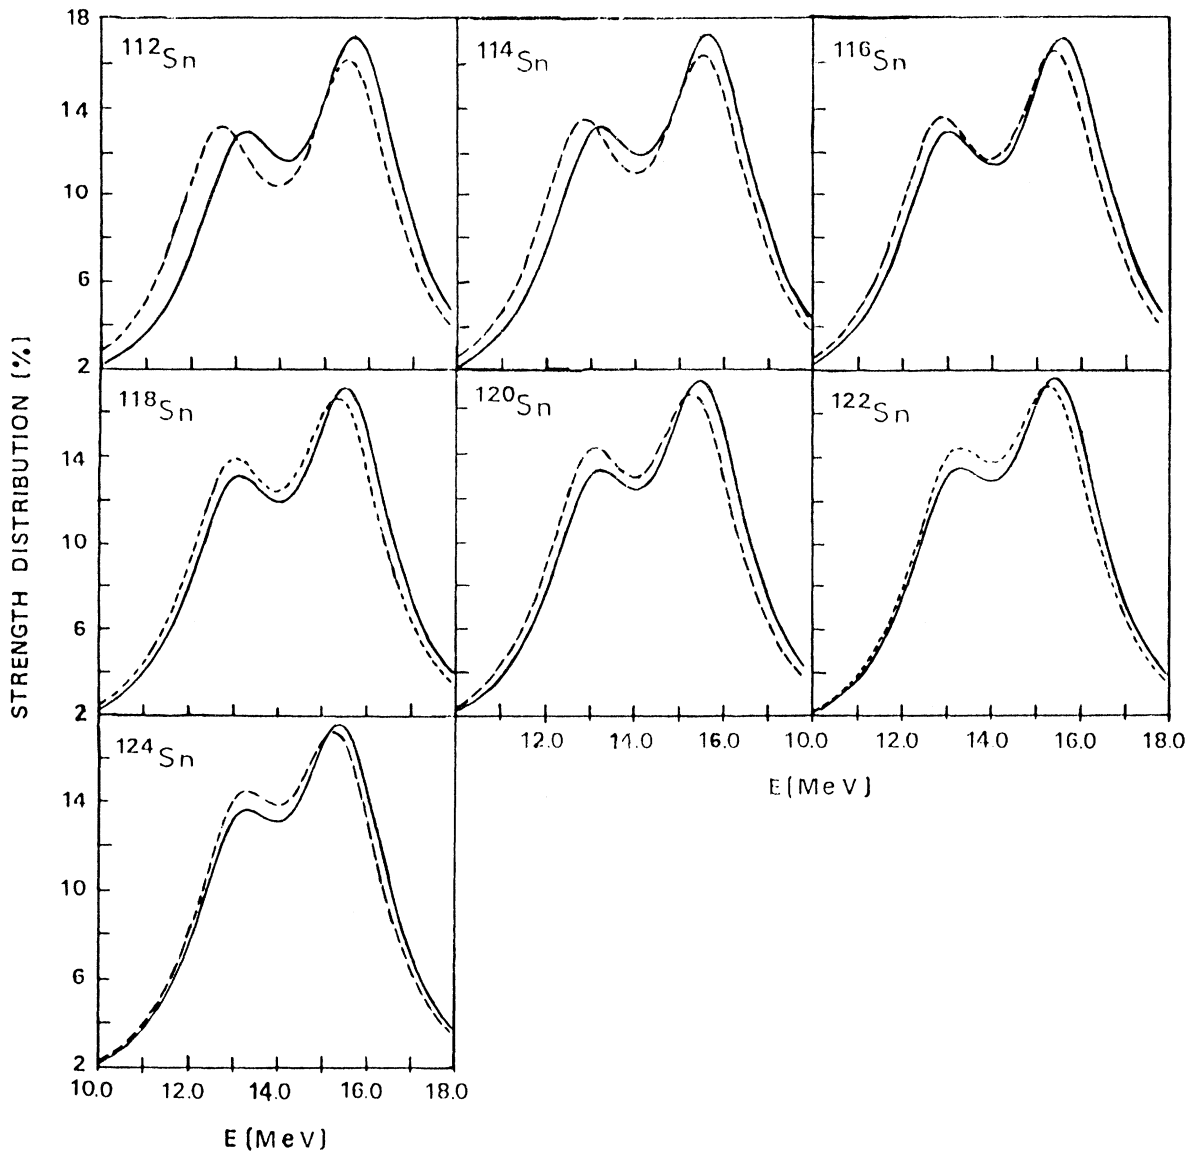 18
14
10
6
2
112Sn
114Sn
116Sn
STRENGTH DISTRIBUTION (%)
14
10
6
2
118Sn
120Sn
122Sn
12.0 14.0 16.0 10.0 12.0 14.0 16.0 18.0
E (MeV)
124Sn
14
10
6
2
10.0 12.0 14.0 16.0 18.0
E (MeV)